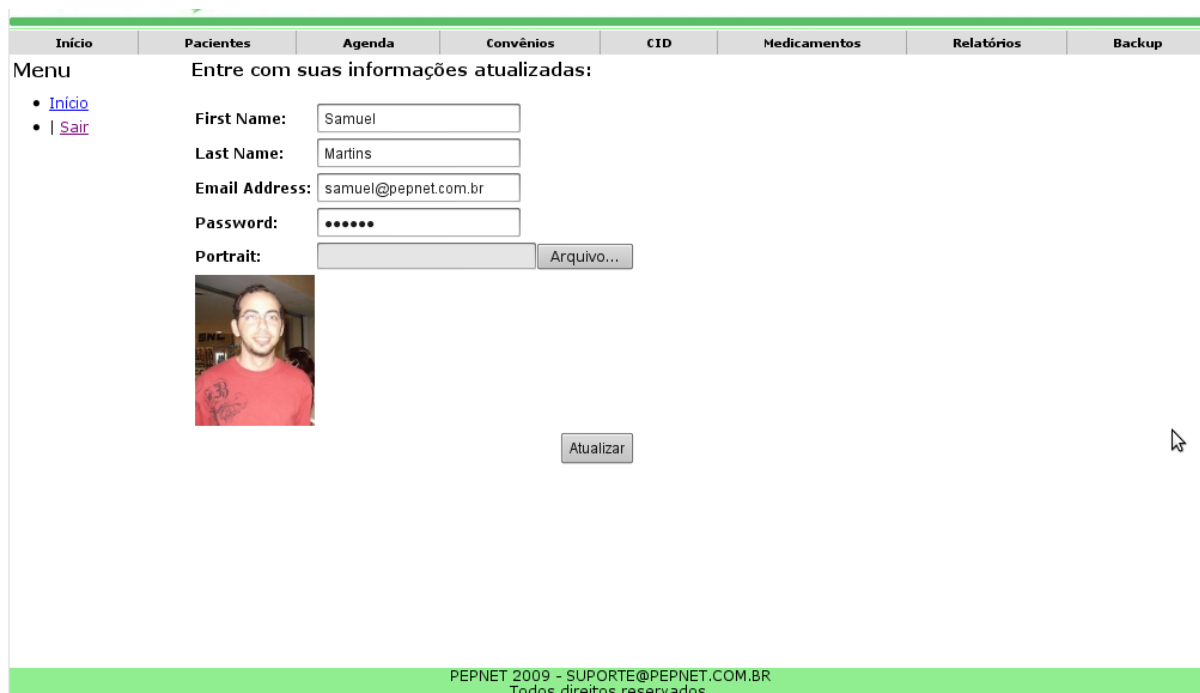 Início Pacientes Agenda Convênios CID Medicamentos Relatórios Backup
Menu
Início
| Sair
Entre com suas informações atualizadas:
First Name: Samuel
Last Name: Martins
Email Address: samuel@pepnet.com.br
Password: ••••••
Portrait: Arquivo...
Atualizar
PEPNET 2009 - SUPORTE@PEPNET.COM.BR
Todos direitos reservados